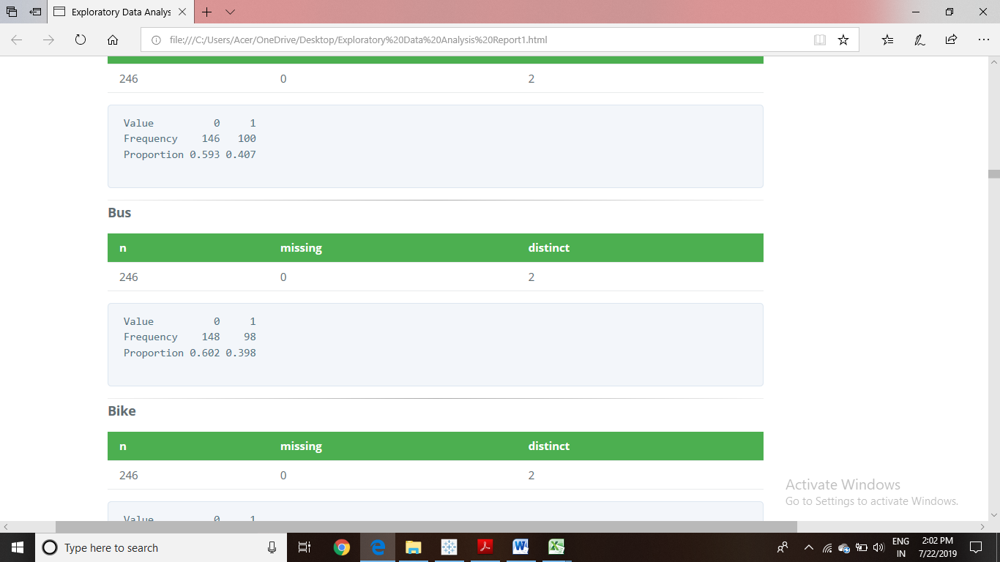 Exploratory Data Analys
file:///C:/Users/Acer/OneDrive/Desktop/Exploratory%20Data%20Analysis%20Report1.html
246 0 2
Value 0 1
Frequency 146 100
Proportion 0.593 0.407
Bus
n missing distinct
246 0 2
Value 0 1
Frequency 148 98
Proportion 0.602 0.398
Bike
n missing distinct
246 0 2
Value 0 1
Activate Windows
Go to Settings to activate Windows.
Type here to search
ENG 2:02 PM
IN 7/22/2019